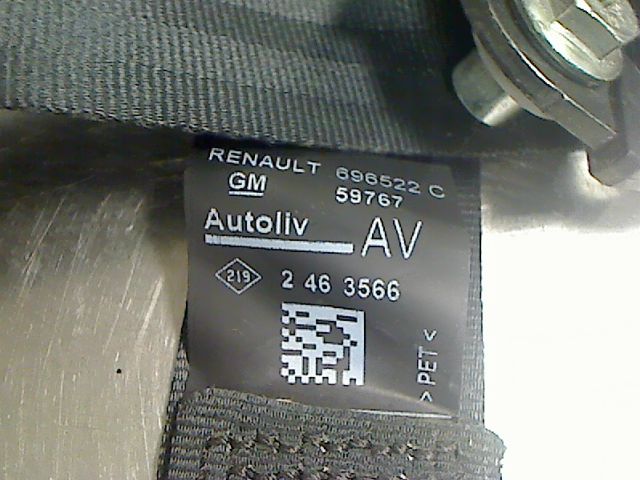 RENAULT 696522 C
GM 59767
Autoliv AV
219 2 46 3566
>PET<